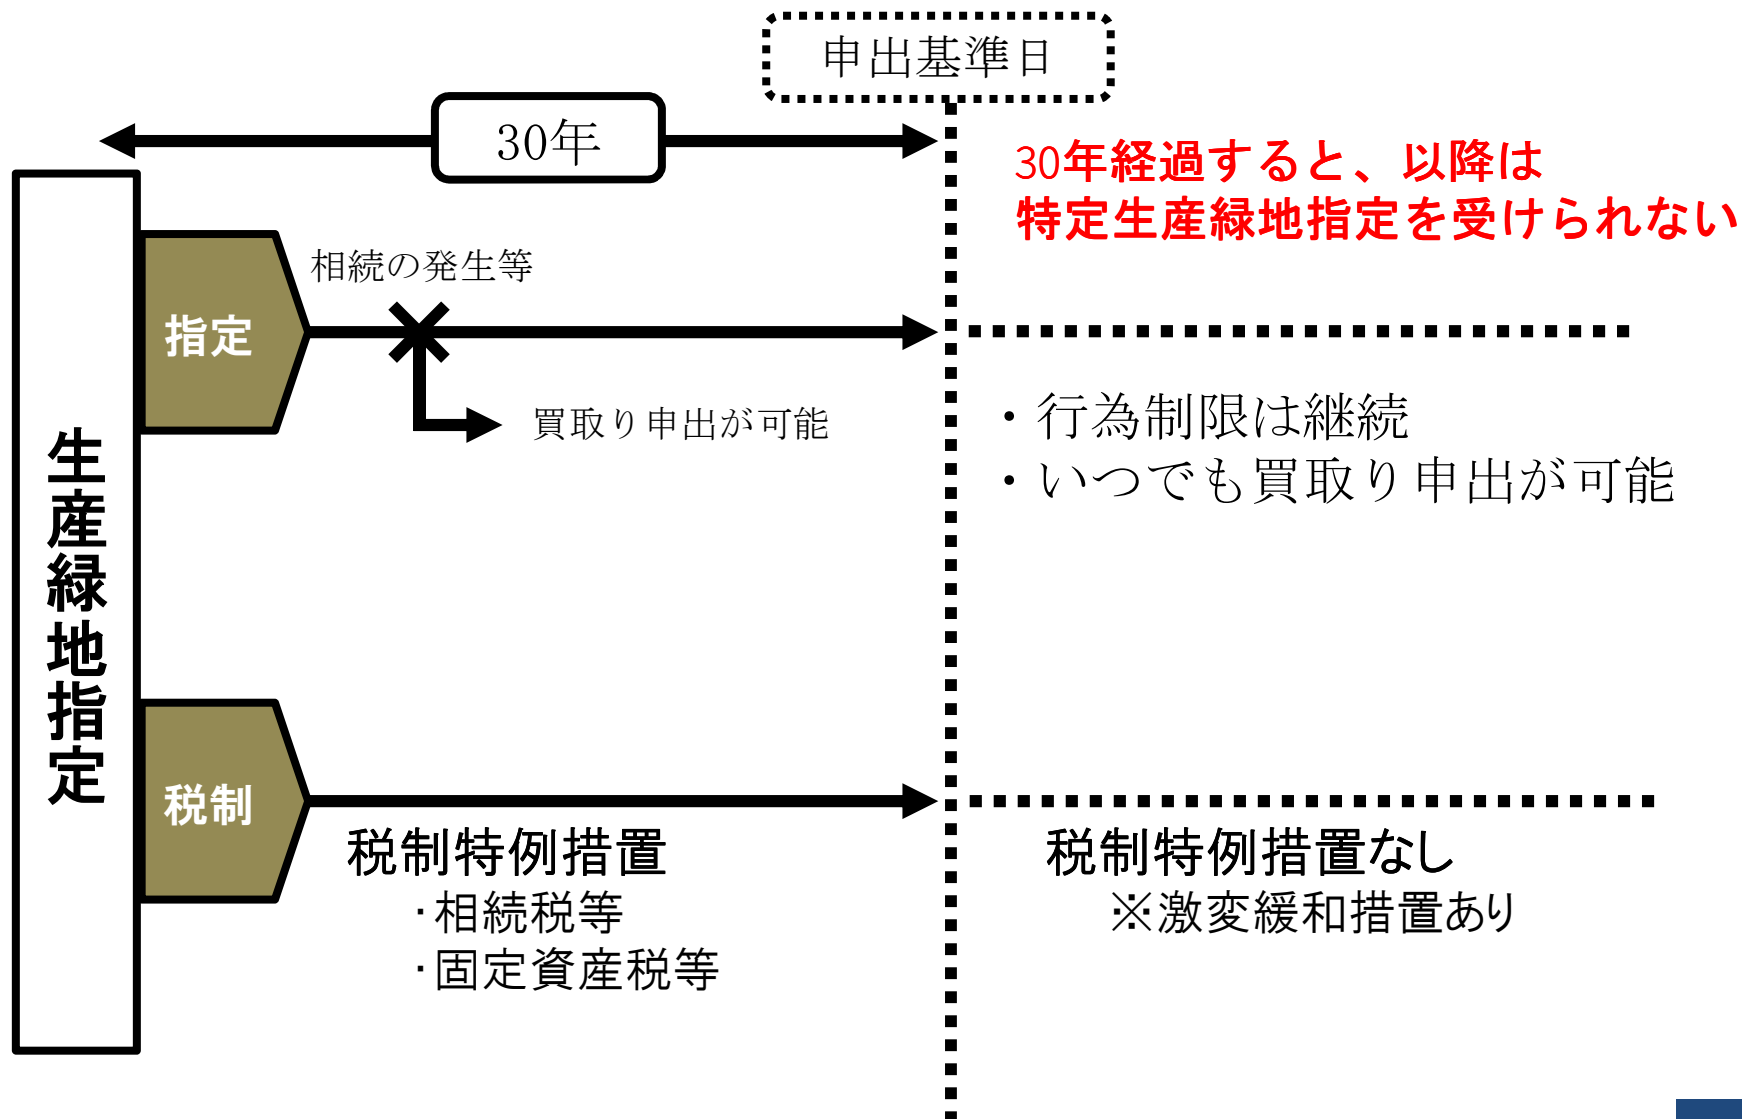 申出基準日
30年
30年経過すると、以降は
特定生産緑地指定を受けられない
生産緑地指定
指定
相続の発生等
買取り申出が可能
・行為制限は継続
・いつでも買取り申出が可能
税制
税制特例措置
・相続税等
・固定資産税等
税制特例措置なし
※激変緩和措置あり